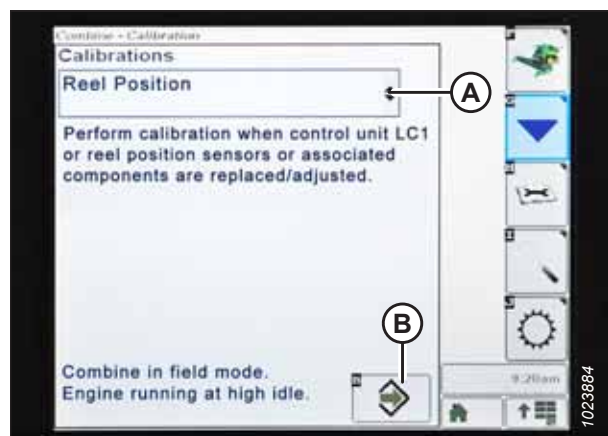 Combine - Calibration
Calibrations
Reel Position
A
Perform calibration when control unit LC1
or reel position sensors or associated
components are replaced/adjusted.
B
Combine in field mode.
Engine running at high idle.
9:20am
1023884